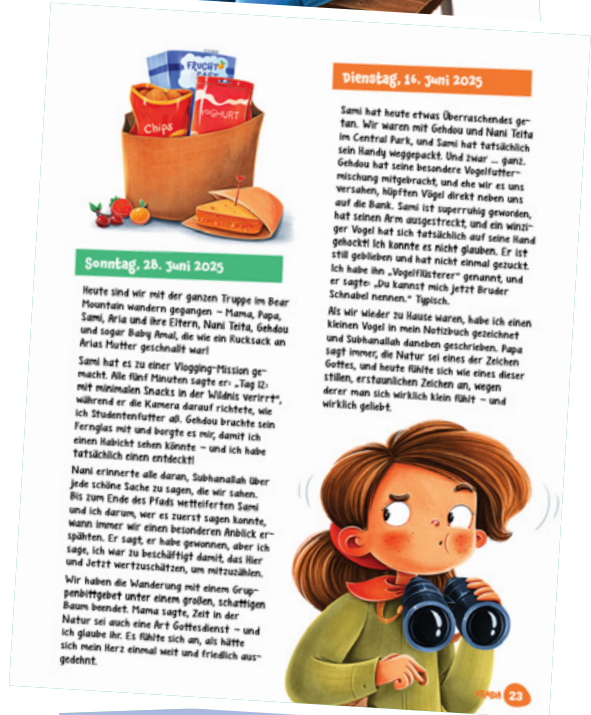 FRUCHT
YOGHURT
Chips
Sonntag, 28. Juni 2025
Heute sind wir mit der ganzen Truppe im Bear
Mountain wandern gegangen – Mama, Papa,
Sami, Aria und ihre Eltern, Nani Teita, Gehdou
und sogar Baby Amal, die wie ein Rucksack an
Arias Mutter geschnallt war!
Sami hat es zu einer Vlogging-Mission ge-
macht. Alle fünf Minuten sagte er: „Tag 12:
mit minimalen Snacks in der Wildnis verirrt“,
während er die Kamera darauf richtete, wie
ich Studentenfutter aß. Gehdou brachte sein
Fernglas mit und borgte es mir, damit ich
einen Habicht sehen könnte – und ich habe
tatsächlich einen entdeckt!
Nani erinnerte alle daran, Subhanallah über
jede schöne Sache zu sagen, die wir sahen.
Bis zum Ende des Pfads wetteiferten Sami
und ich darum, wer es zuerst sagen konnte,
wann immer wir einen besonderen Anblick er-
spähten. Er sagt, er habe gewonnen, aber ich
sage, ich war zu beschäftigt damit, das Hier
und Jetzt wertzuschätzen, um mitzuzählen.
Wir haben die Wanderung mit einem Grup-
penbittgebet unter einem großen, schattigen
Baum beendet. Mama sagte, Zeit in der
Natur sei auch eine Art Gottesdienst – und
ich glaube ihr. Es fühlte sich an, als hätte
sich mein Herz einmal weit und friedlich aus-
gedehnt.
Dienstag, 16. Juni 2025
Sami hat heute etwas Überraschendes ge-
tan. Wir waren mit Gehdou und Nani Teita
im Central Park, und Sami hat tatsächlich
sein Handy weggepackt. Und zwar ... ganz.
Gehdou hat seine besondere Vogelfutter-
mischung mitgebracht, und ehe wir es uns
versahen, hüpften Vögel direkt neben uns
auf die Bank. Sami ist superruhig geworden,
hat seinen Arm ausgestreckt, und ein winzi-
ger Vogel hat sich tatsächlich auf seine Hand
gehockt! Ich konnte es nicht glauben. Er ist
still geblieben und hat nicht einmal gezuckt.
Ich habe ihn „Vogelflüsterer“ genannt, und
er sagte: „Du kannst mich jetzt Bruder
Schnabel nennen.“ Typisch.
Als wir wieder zu Hause waren, habe ich einen
kleinen Vogel in mein Notizbuch gezeichnet
und Subhanallah daneben geschrieben. Papa
sagt immer, die Natur sei eines der Zeichen
Gottes, und heute fühlte sich wie eines dieser
stillen, erstaunlichen Zeichen an, wegen
derer man sich wirklich klein fühlt – und
wirklich geliebt.
23